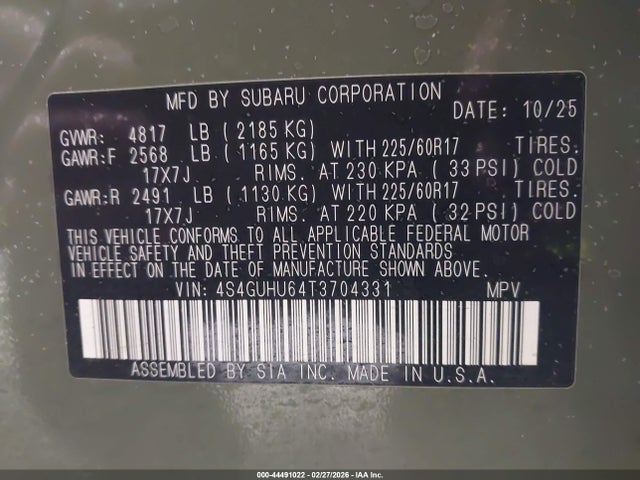 MFD BY SUBARU CORPORATION DATE: 10/25
GVWR: 4817 LB (2185 KG)
GAWR:F 2568 LB (1165 KG) WITH 225/60R17 TIRES.
17X7J RIMS. AT 230 KPA (33 PSI) COLD
GAWR:R 2491 LB (1130 KG) WITH 225/60R17 TIRES.
17X7J RIMS. AT 220 KPA (32 PSI) COLD
THIS VEHICLE CONFORMS TO ALL APPLICABLE FEDERAL MOTOR
VEHICLE SAFETY AND THEFT PREVENTION STANDARDS
IN EFFECT ON THE DATE OF MANUFACTURE SHOWN ABOVE.
VIN: 4S4GUHU64T3704331 MPV
ASSEMBLED BY SIA INC. MADE IN U.S.A.
000-44491022 - 02/27/2026 - IAAI.com